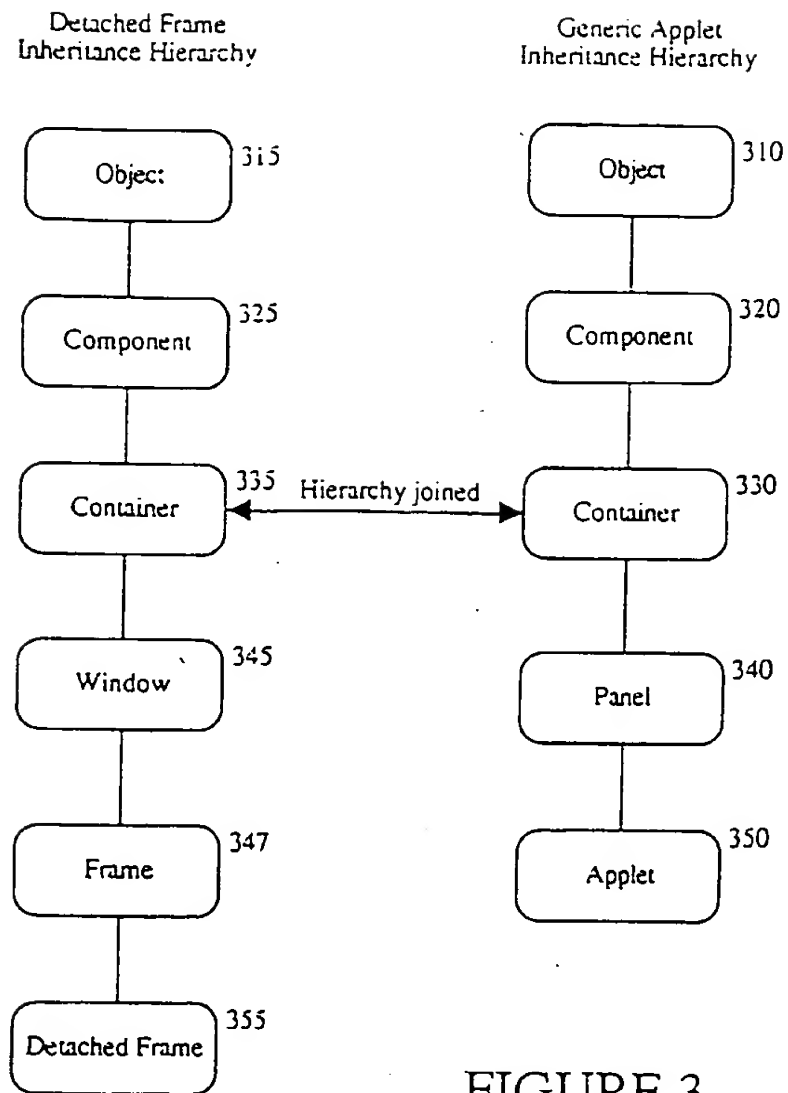 Detached Frame
Inheritance Hierarchy
Generic Applet
Inheritance Hierarchy
Object
315
Object
310
Component
325
Component
320
Container
335
Hierarchy joined
Container
330
Window
345
Panel
340
Frame
347
Applet
350
Detached Frame
355
FIGURE 3